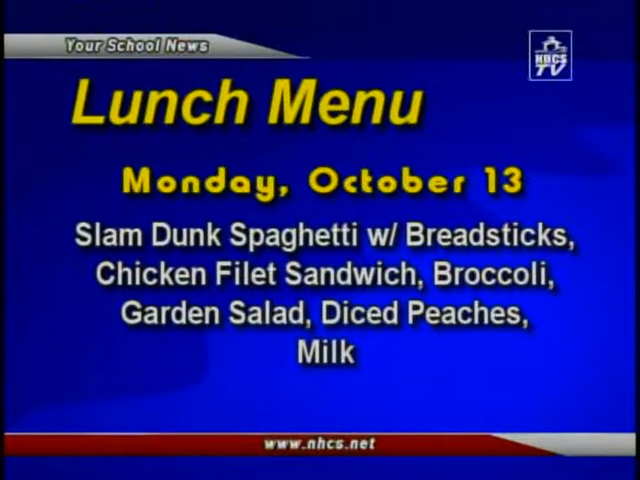 Your School News
NHCS
TV
Lunch Menu
Monday, October 13
Slam Dunk Spaghetti w/ Breadsticks,
Chicken Filet Sandwich, Broccoli,
Garden Salad, Diced Peaches,
Milk
www.nhcs.net